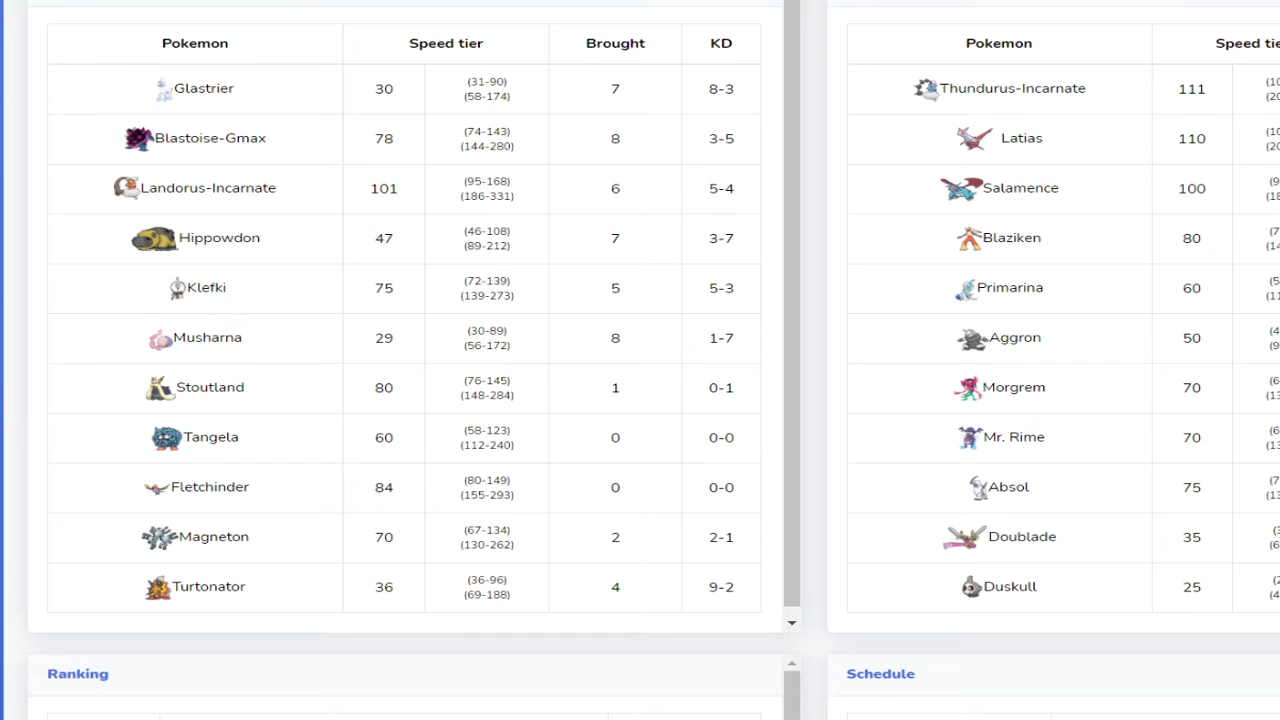 Pokemon Speed tier Brought KD
Glastrier 30 (31-90) (58-174) 7 8-3
Blastoise-Gmax 78 (74-143) (144-280) 8 3-5
Landorus-Incarnate 101 (95-168) (186-331) 6 5-4
Hippowdon 47 (46-108) (89-212) 7 3-7
Klefki 75 (72-139) (139-273) 5 5-3
Musharna 29 (30-89) (56-172) 8 1-7
Stoutland 80 (76-145) (148-284) 1 0-1
Tangela 60 (58-123) (112-240) 0 0-0
Fletchinder 84 (80-149) (155-293) 0 0-0
Magneton 70 (67-134) (130-262) 2 2-1
Turtonator 36 (36-96) (69-188) 4 9-2
Ranking
Pokemon Speed
Thundurus-Incarnate 111
Latias 110
Salamence 100
Blaziken 80
Primarina 60
Aggron 50
Morgrem 70
Mr. Rime 70
Absol 75
Doublade 35
Duskull 25
Schedule